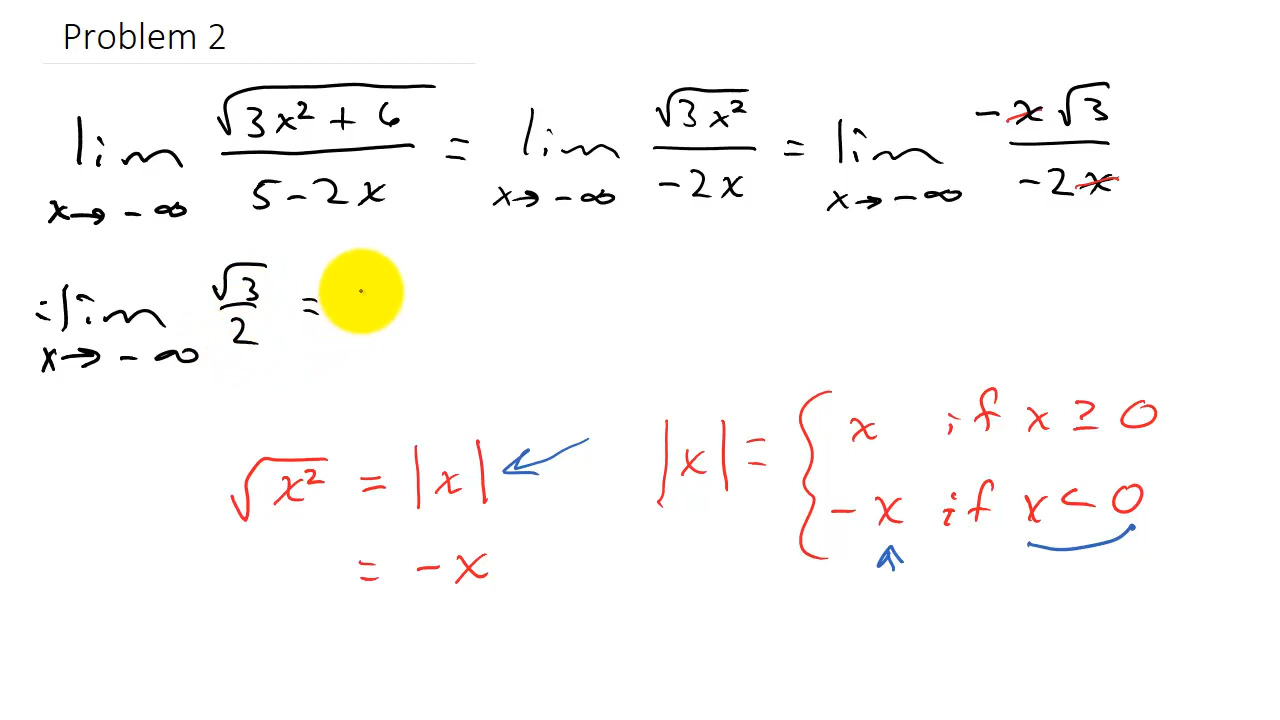 Problem 2
lim x→-∞ √(3x²+6) / (5-2x) = lim x→-∞ √(3x²) / (-2x) = lim x→-∞ -x√3 / (-2x)
= lim x→-∞ √3 / 2 =
√(x²) = |x|
= -x
|x| = { x if x ≥ 0
-x if x < 0